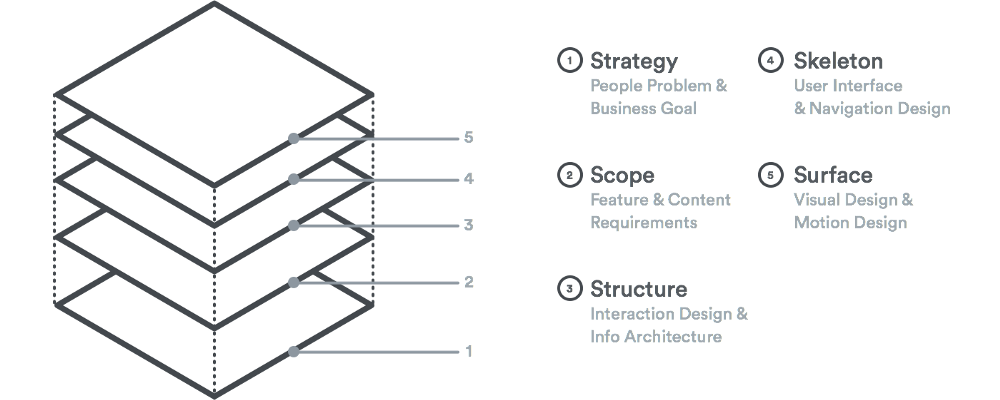 5
4
3
2
1
1 Strategy
People Problem &
Business Goal
2 Scope
Feature & Content
Requirements
3 Structure
Interaction Design &
Info Architecture
4 Skeleton
User Interface
& Navigation Design
5 Surface
Visual Design &
Motion Design